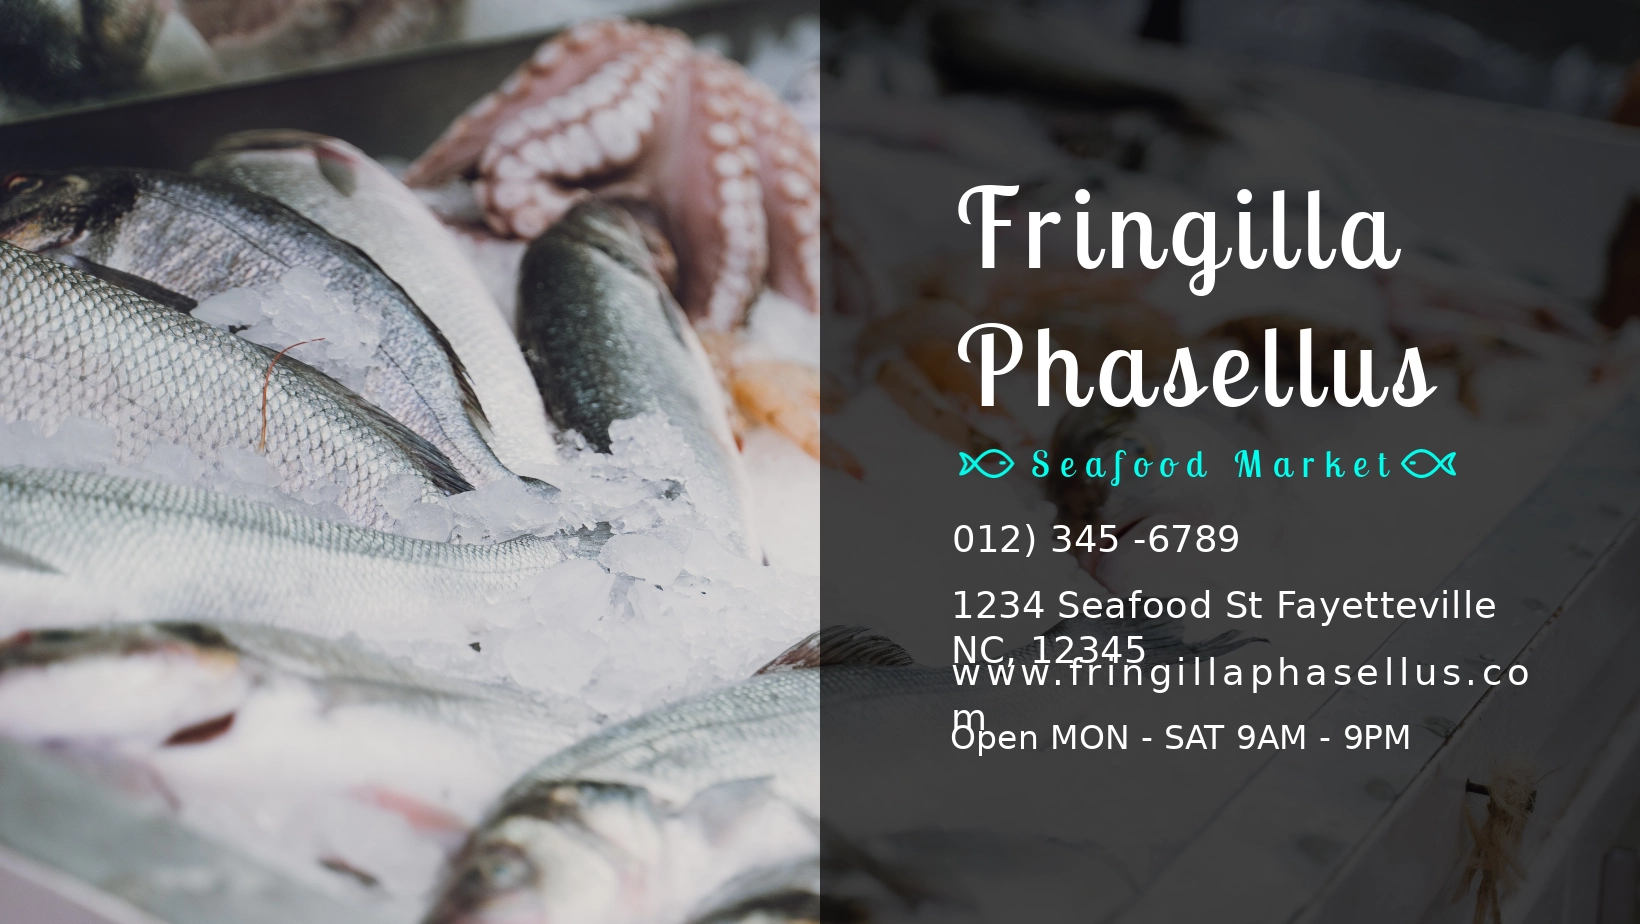 Fringilla
Phasellus
Seafood Market
012) 345 -6789
1234 Seafood St Fayetteville
NC, 12345
www.fringillaphasellus.co
m
Open MON - SAT 9AM - 9PM